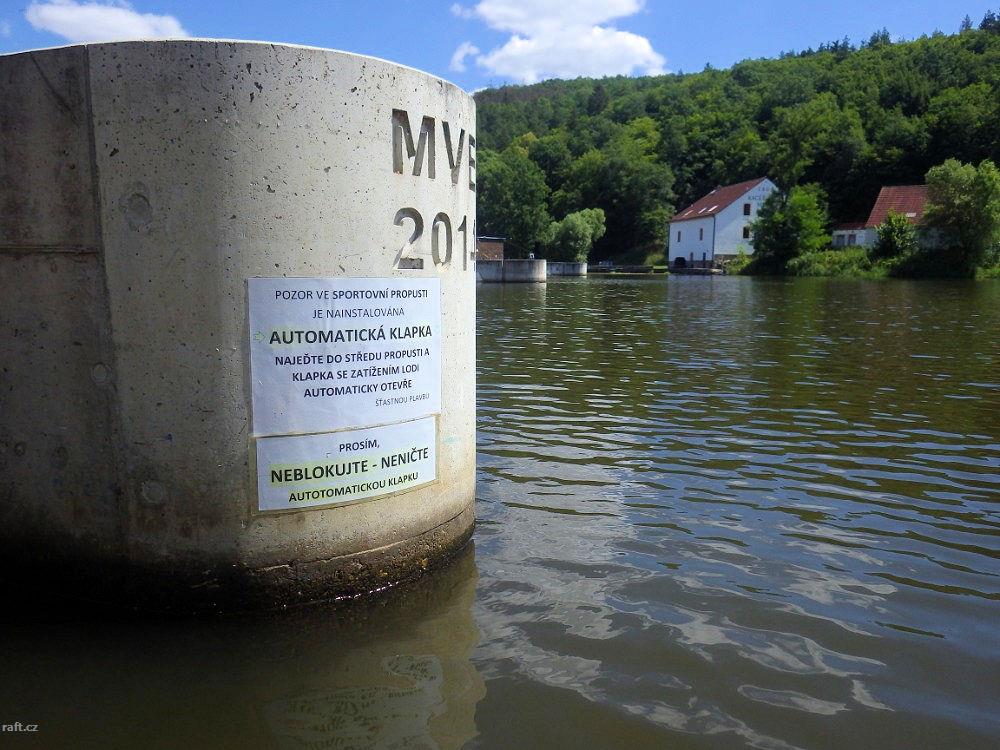 MVE
201
POZOR VE SPORTOVNÍ PROPUSTI
JE NAINSTALOVÁNA
AUTOMATICKÁ KLAPKA
NAJEĎTE DO STŘEDU PROPUSTI A
KLAPKA SE ZATÍŽENÍM LODI
AUTOMATICKY OTEVŘE
ŠŤASTNOU PLAVBU
PROSÍM,
NEBLOKUJTE - NENIČTE
AUTOTOMATICKOU KLAPKU
raft.cz